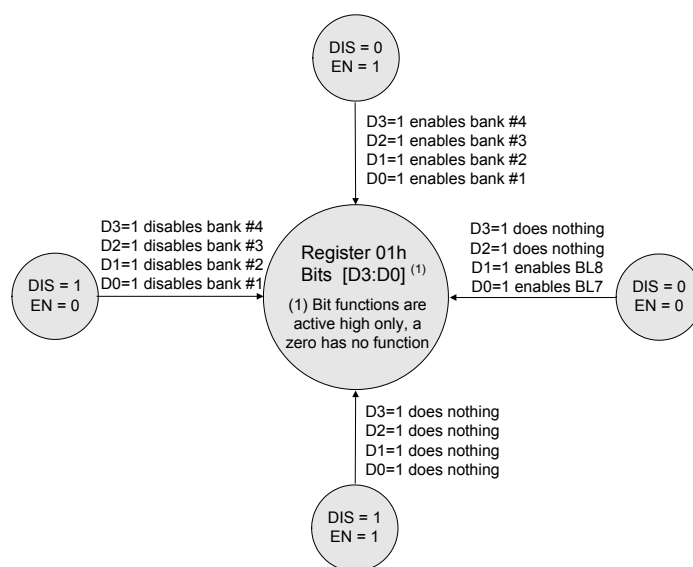 DIS = 0
EN = 1
D3=1 enables bank #4
D2=1 enables bank #3
D1=1 enables bank #2
D0=1 enables bank #1
D3=1 disables bank #4
D2=1 disables bank #3
D1=1 disables bank #2
D0=1 disables bank #1
DIS = 1
EN = 0
Register 01h
Bits [D3:D0] (1)
(1) Bit functions are
active high only, a
zero has no function
D3=1 does nothing
D2=1 does nothing
D1=1 enables BL8
D0=1 enables BL7
DIS = 0
EN = 0
D3=1 does nothing
D2=1 does nothing
D1=1 does nothing
D0=1 does nothing
DIS = 1
EN = 1